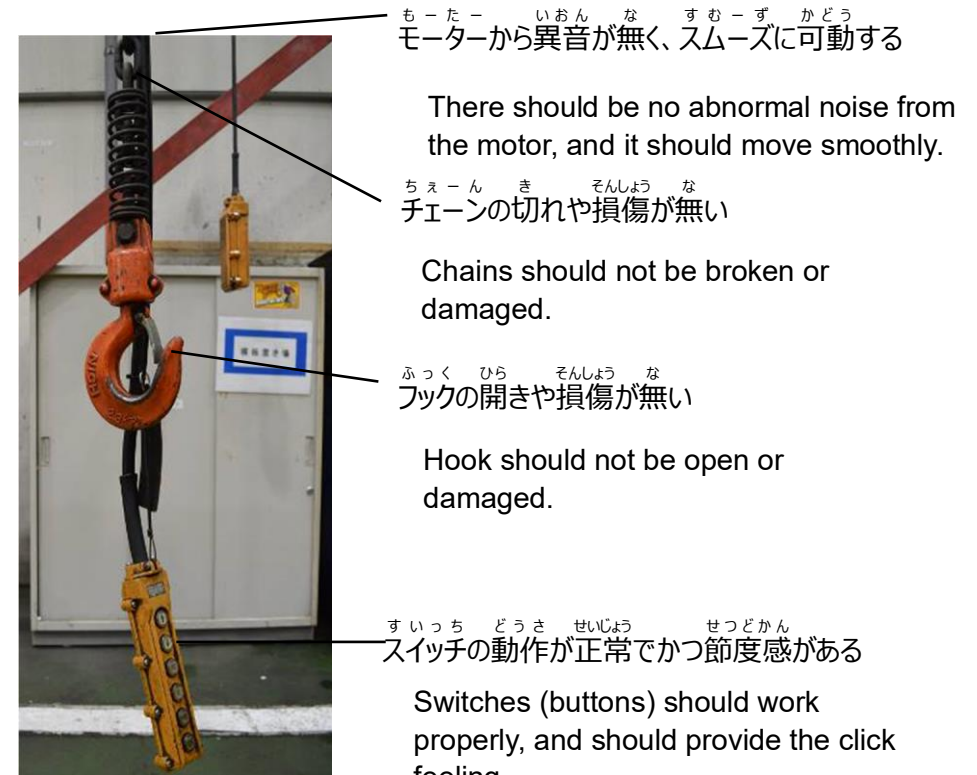 もーたー いおん な すむーず かどう
モーターから異音が無く、スムーズに可動する
There should be no abnormal noise from
the motor, and it should move smoothly.
ちぇーん き そんしょう な
チェーンの切れや損傷が無い
Chains should not be broken or
damaged.
ふっく ひら そんしょう な
フックの開きや損傷が無い
Hook should not be open or
damaged.
すいっち どうさ せいじょう せつどかん
スイッチの動作が正常でかつ節度感がある
Switches (buttons) should work
properly, and should provide the click